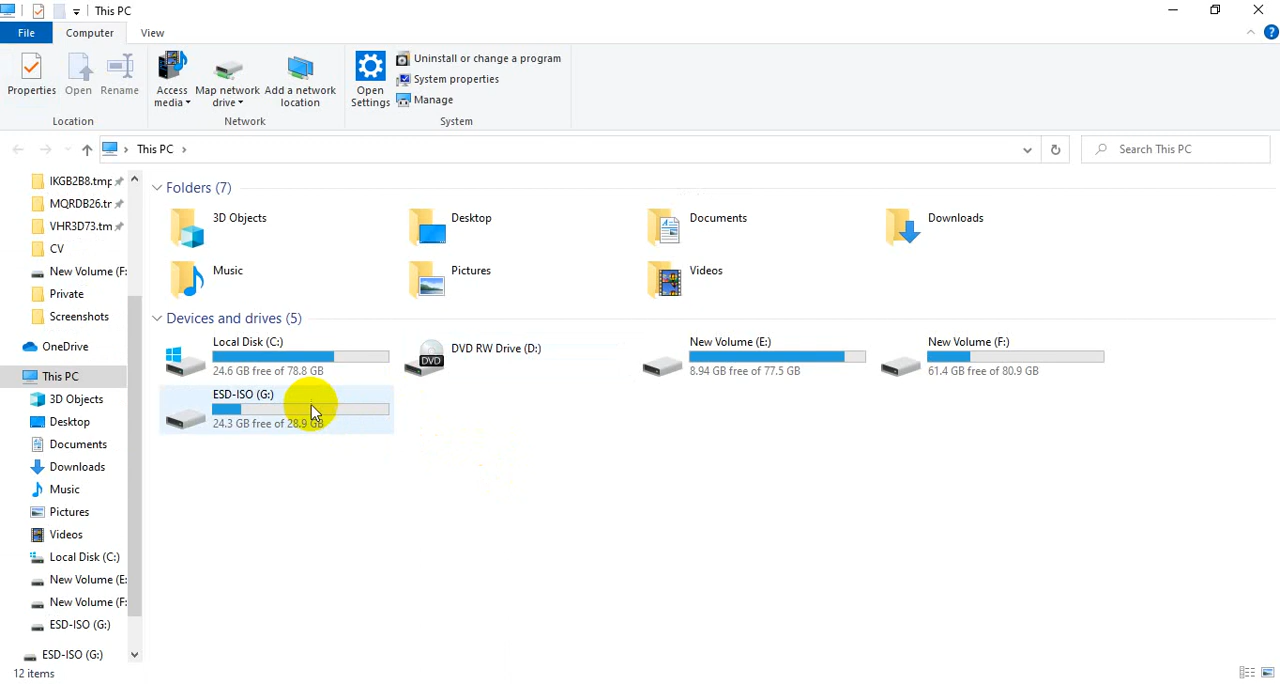 This PC
File
Computer
View
Properties
Open
Rename
Access media
Map network drive
Add a network location
Open Settings
Uninstall or change a program
System properties
Manage
Location
Network
System
This PC
Search This PC
IKGB2B8.tmp
MQRDB26.tr
VHR3D73.tm
CV
New Volume (F:
Private
Screenshots
OneDrive
This PC
3D Objects
Desktop
Documents
Downloads
Music
Pictures
Videos
Local Disk (C:)
New Volume (E:
New Volume (F:
ESD-ISO (G:)
ESD-ISO (G:)
Folders (7)
3D Objects
Desktop
Documents
Downloads
Music
Pictures
Videos
Devices and drives (5)
Local Disk (C:)
24.6 GB free of 78.8 GB
DVD RW Drive (D:)
DVD
New Volume (E:)
8.94 GB free of 77.5 GB
New Volume (F:)
61.4 GB free of 80.9 GB
ESD-ISO (G:)
24.3 GB free of 28.9 GB
12 items